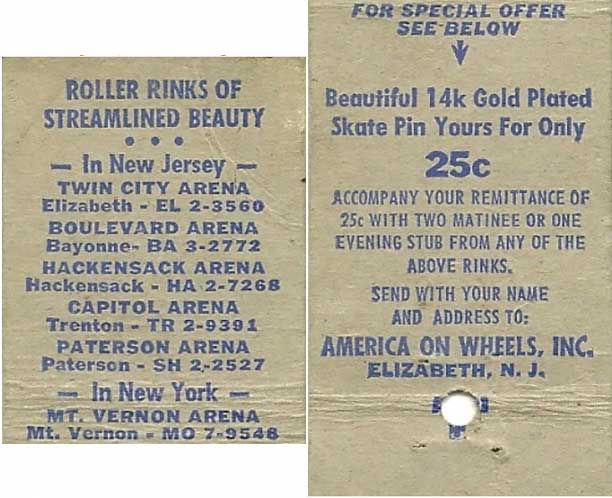 ROLLER RINKS OF
STREAMLINED BEAUTY
• • •
— In New Jersey —
TWIN CITY ARENA
Elizabeth - EL 2-3560
BOULEVARD ARENA
Bayonne- BA 3-2772
HACKENSACK ARENA
Hackensack - HA 2-7268
CAPITOL ARENA
Trenton - TR 2-9391
PATERSON ARENA
Paterson - SH 2-2527
— In New York —
MT. VERNON ARENA
Mt. Vernon - MO 7-9548
FOR SPECIAL OFFER
SEE BELOW
Beautiful 14k Gold Plated
Skate Pin Yours For Only
25c
ACCOMPANY YOUR REMITTANCE OF
25c WITH TWO MATINEE OR ONE
EVENING STUB FROM ANY OF THE
ABOVE RINKS.
SEND WITH YOUR NAME
AND ADDRESS TO:
AMERICA ON WHEELS, INC.
ELIZABETH, N. J.